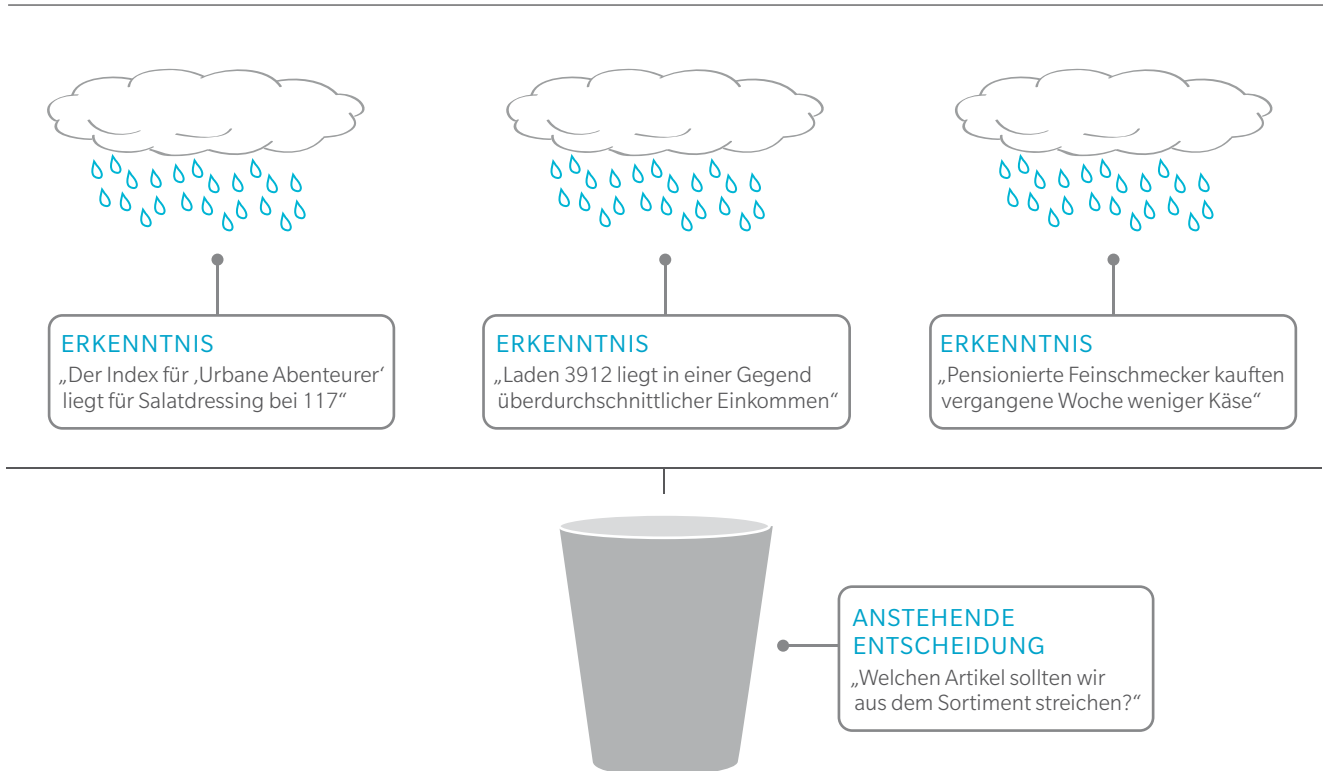 ERKENNTNIS
„Der Index für ‚Urbane Abenteurer‘
liegt für Salatdressing bei 117“
ERKENNTNIS
„Laden 3912 liegt in einer Gegend
überdurchschnittlicher Einkommen“
ERKENNTNIS
„Pensionierte Feinschmecker kauften
vergangene Woche weniger Käse“
ANSTEHENDE
ENTSCHEIDUNG
„Welchen Artikel sollten wir
aus dem Sortiment streichen?“